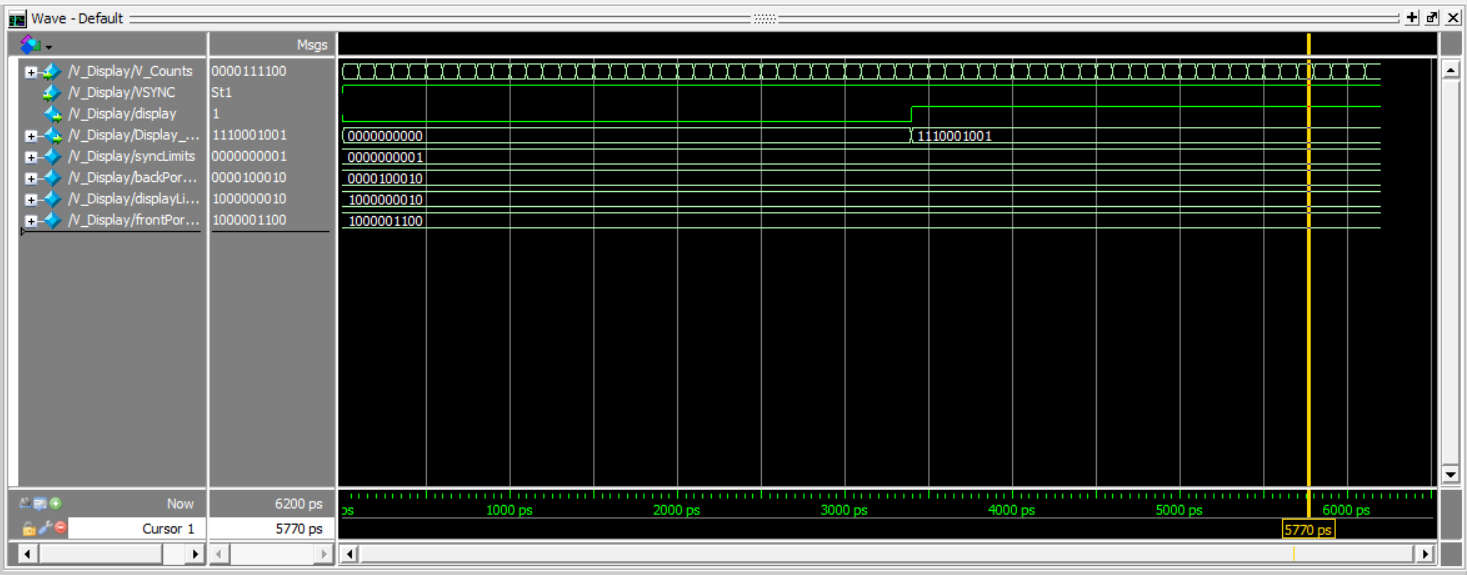 Wave - Default
Msgs
/V_Display/V_Counts 0000111100
/V_Display/VSYNC St1
/V_Display/display 1
/V_Display/Display_... 1110001001 0000000000 1110001001
/V_Display/syncLimits 0000000001 0000000001
/V_Display/backPor... 0000100010 0000100010
/V_Display/displayLi... 1000000010 1000000010
/V_Display/frontPor... 1000001100 1000001100
Now 6200 ps ps 1000 ps 2000 ps 3000 ps 4000 ps 5000 ps 6000 ps
Cursor 1 5770 ps 5770 ps